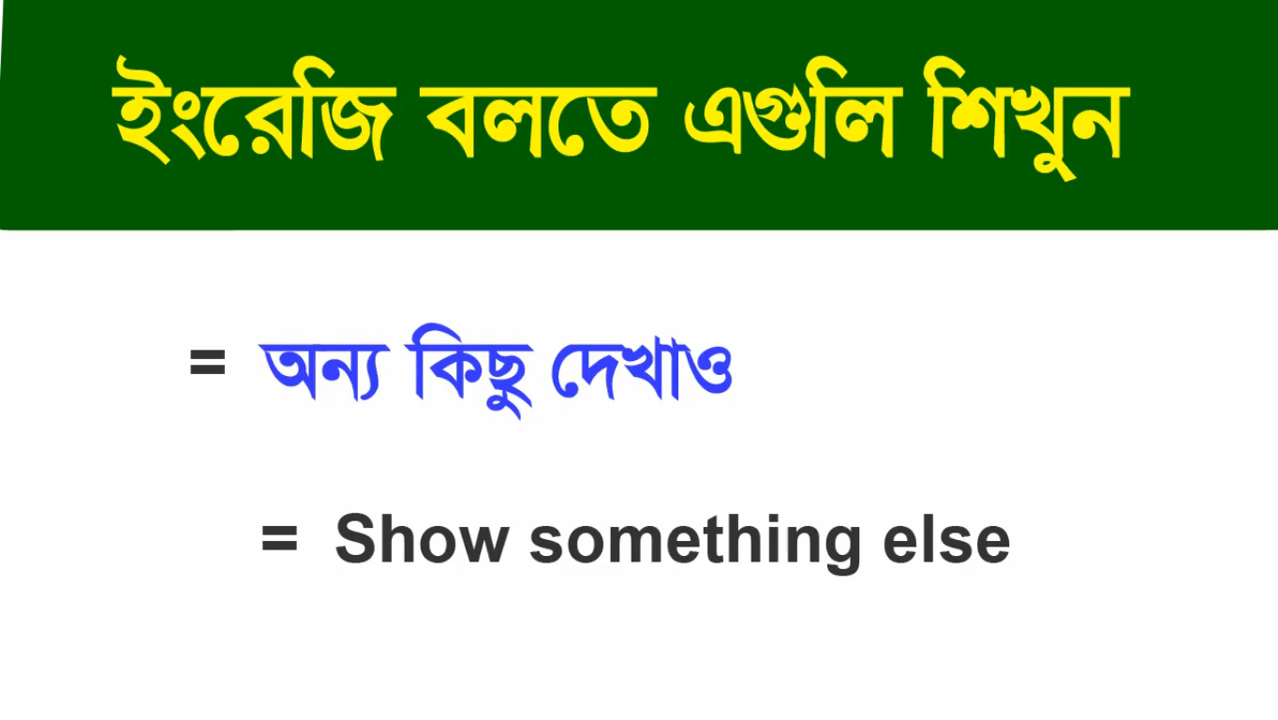 ইংরেজি বলতে এগুলি শিখুন
= অন্য কিছু দেখাও
= Show something else